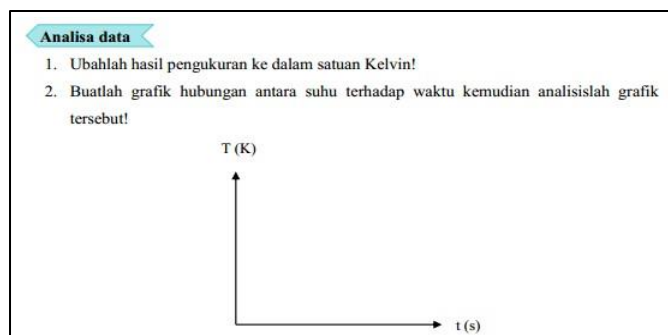 Analisa data
1. Ubahlah hasil pengukuran ke dalam satuan Kelvin!
2. Buatlah grafik hubungan antara suhu terhadap waktu kemudian analisislah grafik
tersebut!
T (K)
t (s)